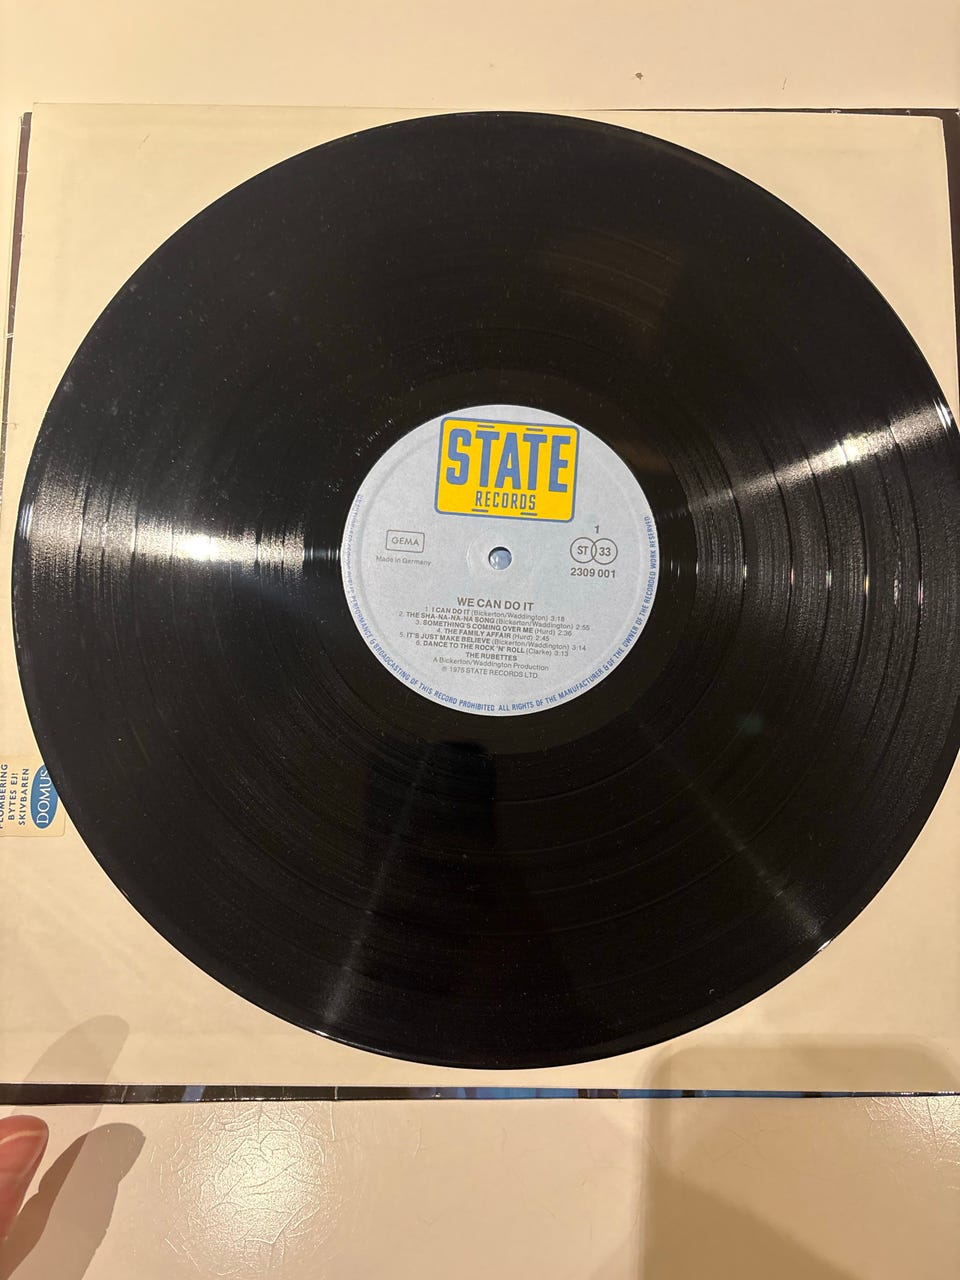 STATE
RECORDS
GEMA
Made in Germany
1
ST 33
2309 001
WE CAN DO IT
1. I CAN DO IT (Bickerton/Waddington) 3:18
2. THE SHA-NA-NA-NA SONG (Bickerton/Waddington) 2:55
3. SOMETHING'S COMING OVER ME (Hurd) 2:36
4. THE FAMILY AFFAIR (Hurd) 2:45
5. IT'S JUST MAKE BELIEVE (Bickerton/Waddington) 3:14
6. DANCE TO THE ROCK 'N' ROLL (Clarke) 3:13
THE RUBETTES
A Bickerton/Waddington Production
℗ 1975 STATE RECORDS LTD.
PERFORMANCE & BROADCASTING OF THIS RECORD PROHIBITED ALL RIGHTS OF THE MANUFACTURER & OF THE OWNER OF THE RECORDED WORK RESERVED
PLOMBERING
BYTES EJ!
SKIVBAREN
DOMUS